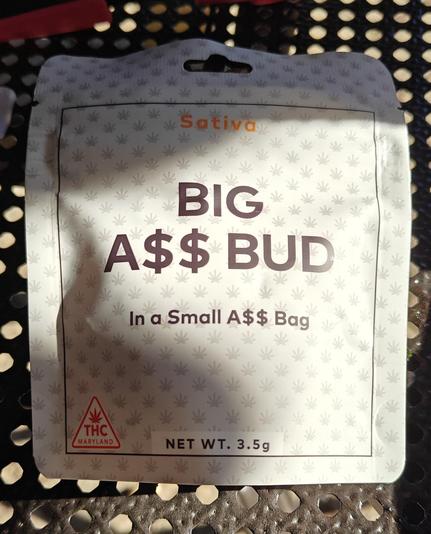 Sativa
BIG
A$$ BUD
In a Small A$$ Bag
THC
MARYLAND
NET WT. 3.5g